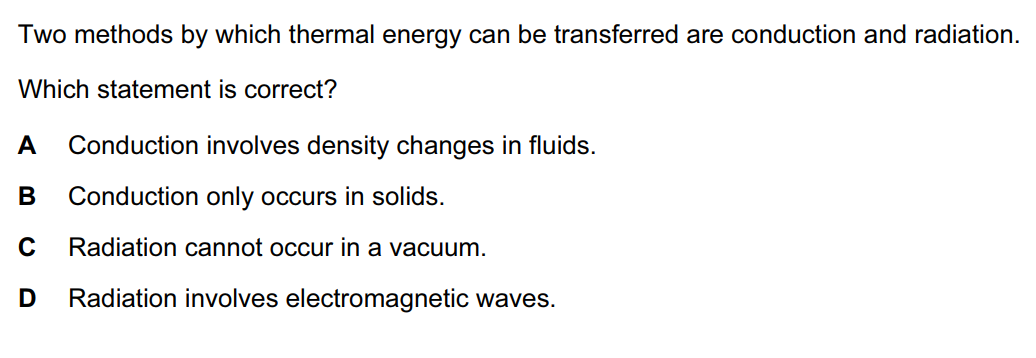 Two methods by which thermal energy can be transferred are conduction and radiation.
Which statement is correct?
A Conduction involves density changes in fluids.
B Conduction only occurs in solids.
C Radiation cannot occur in a vacuum.
D Radiation involves electromagnetic waves.